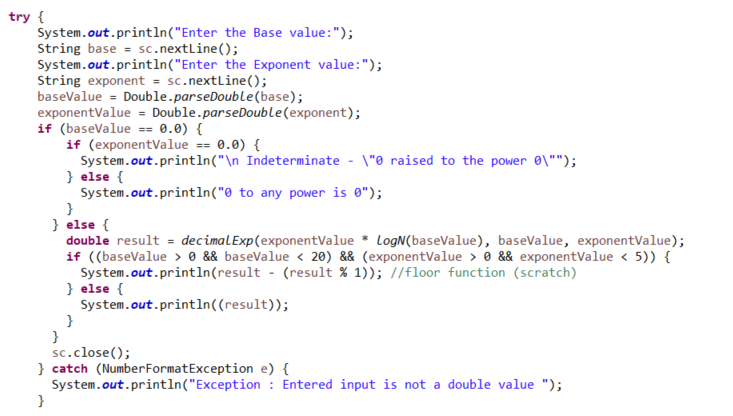 try {
System.out.println("Enter the Base value:");
String base = sc.nextLine();
System.out.println("Enter the Exponent value:");
String exponent = sc.nextLine();
baseValue = Double.parseDouble(base);
exponentValue = Double.parseDouble(exponent);
if (baseValue == 0.0) {
if (exponentValue == 0.0) {
System.out.println("\n Indeterminate - \"0 raised to the power 0\"");
} else {
System.out.println("0 to any power is 0");
}
} else {
double result = decimalExp(exponentValue * logN(baseValue), baseValue, exponentValue);
if ((baseValue > 0 && baseValue < 20) && (exponentValue > 0 && exponentValue < 5)) {
System.out.println(result - (result % 1)); //floor function (scratch)
} else {
System.out.println((result));
}
}
sc.close();
} catch (NumberFormatException e) {
System.out.println("Exception : Entered input is not a double value ");
}